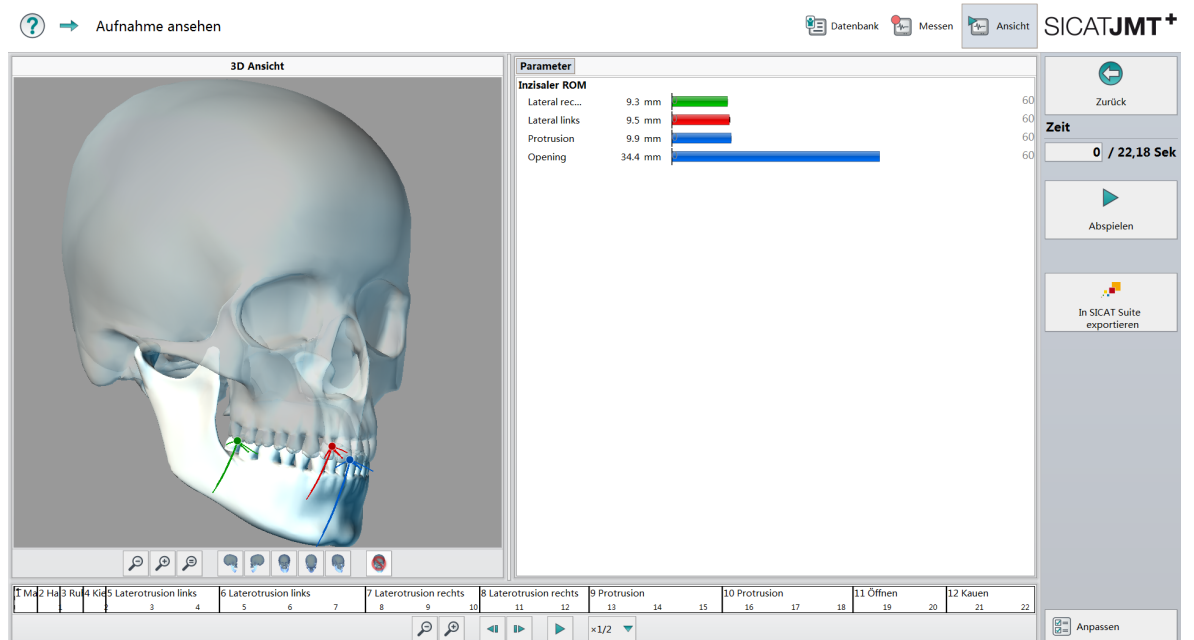 ? Aufnahme ansehen
Datenbank Messen Ansicht SICATJMT+
3D Ansicht
Parameter
Inzisaler ROM
Lateral rec... 9.3 mm 0 60
Lateral links 9.5 mm 0 60
Protrusion 9.9 mm 0 60
Opening 34.4 mm 0 60
Zurück
Zeit
0 / 22,18 Sek
Abspielen
In SICAT Suite
exportieren
1 Ma 2 Ha 3 Ru 4 Kie 5 Laterotrusion links 6 Laterotrusion links 7 Laterotrusion rechts 8 Laterotrusion rechts 9 Protrusion 10 Protrusion 11 Öffnen 12 Kauen
1 2 3 4 5 6 7 8 9 10 11 12 13 14 15 16 17 18 19 20 21 22
×1/2
Anpassen